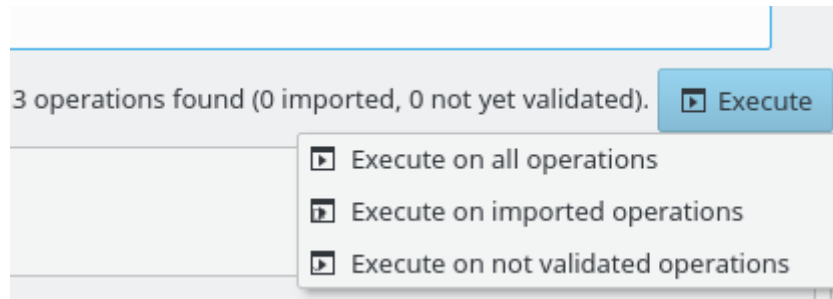 3 operations found (0 imported, 0 not yet validated). Execute
Execute on all operations
Execute on imported operations
Execute on not validated operations